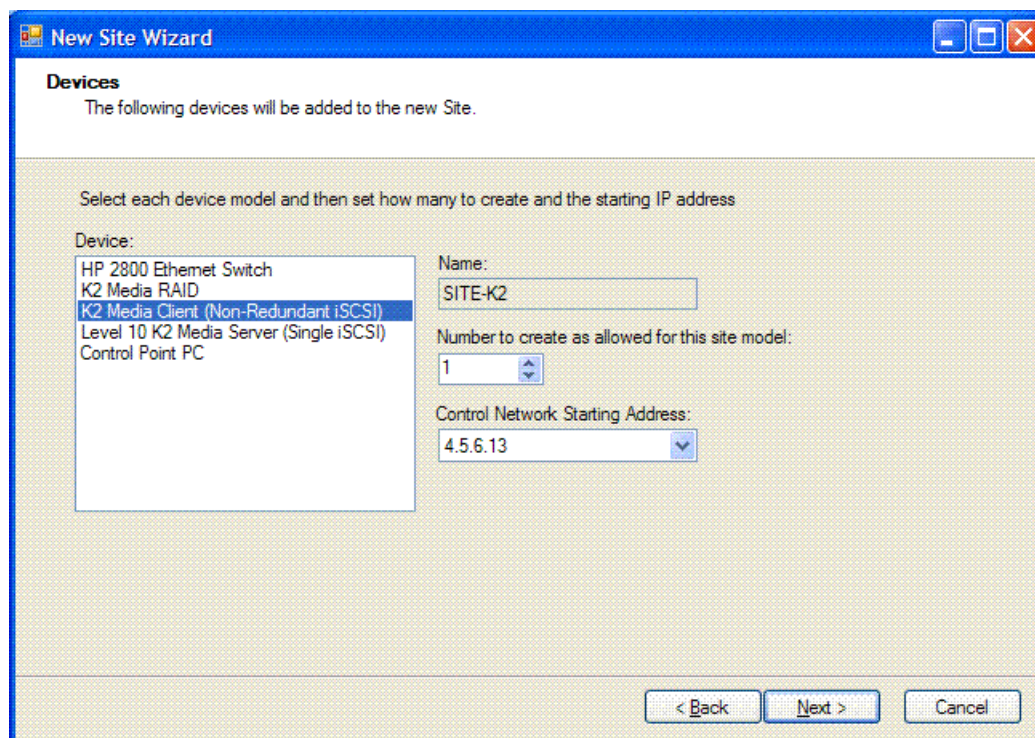 New Site Wizard
Devices
The following devices will be added to the new Site.
Select each device model and then set how many to create and the starting IP address
Device:
HP 2800 Ethernet Switch
K2 Media RAID
K2 Media Client (Non-Redundant iSCSI)
Level 10 K2 Media Server (Single iSCSI)
Control Point PC
Name:
SITE-K2
Number to create as allowed for this site model:
1
Control Network Starting Address:
4.5.6.13
< Back
Next >
Cancel